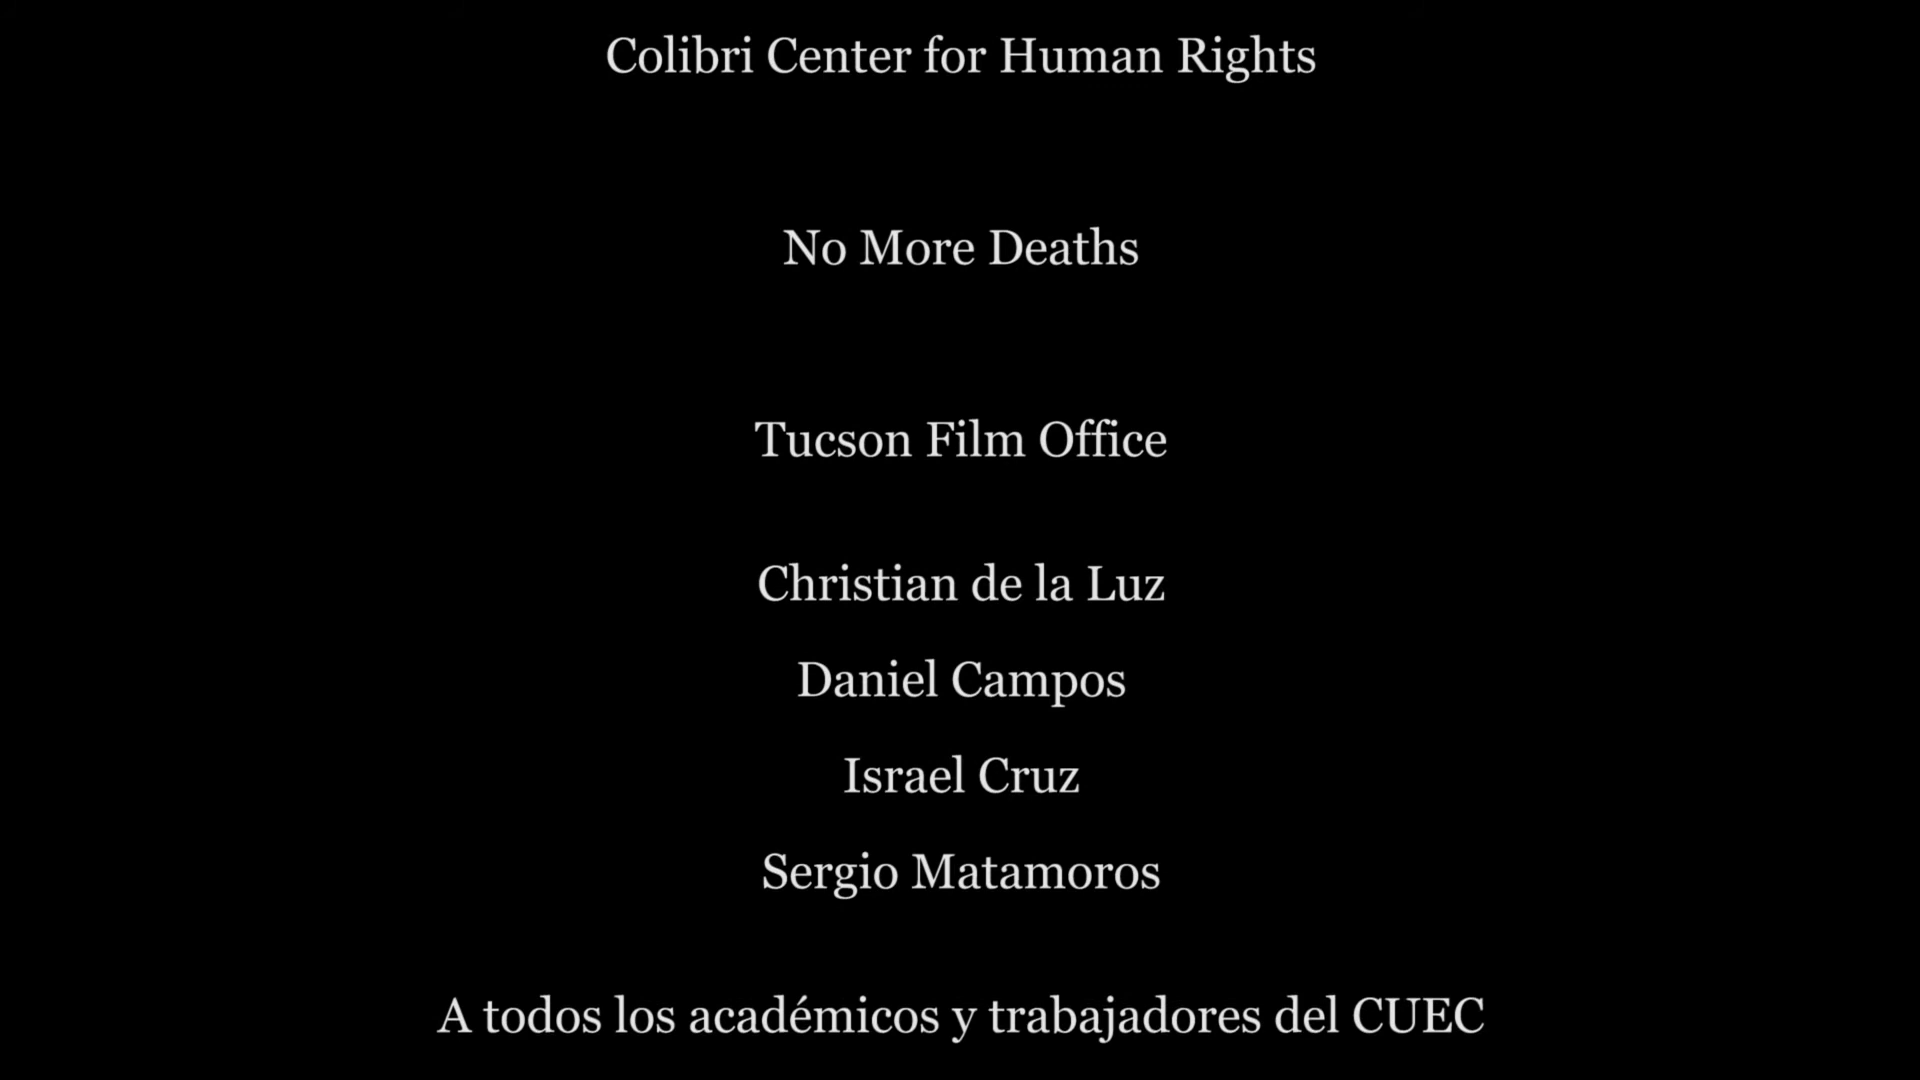 Colibri Center for Human Rights
No More Deaths
Tucson Film Office
Christian de la Luz
Daniel Campos
Israel Cruz
Sergio Matamoros
A todos los académicos y trabajadores del CUEC